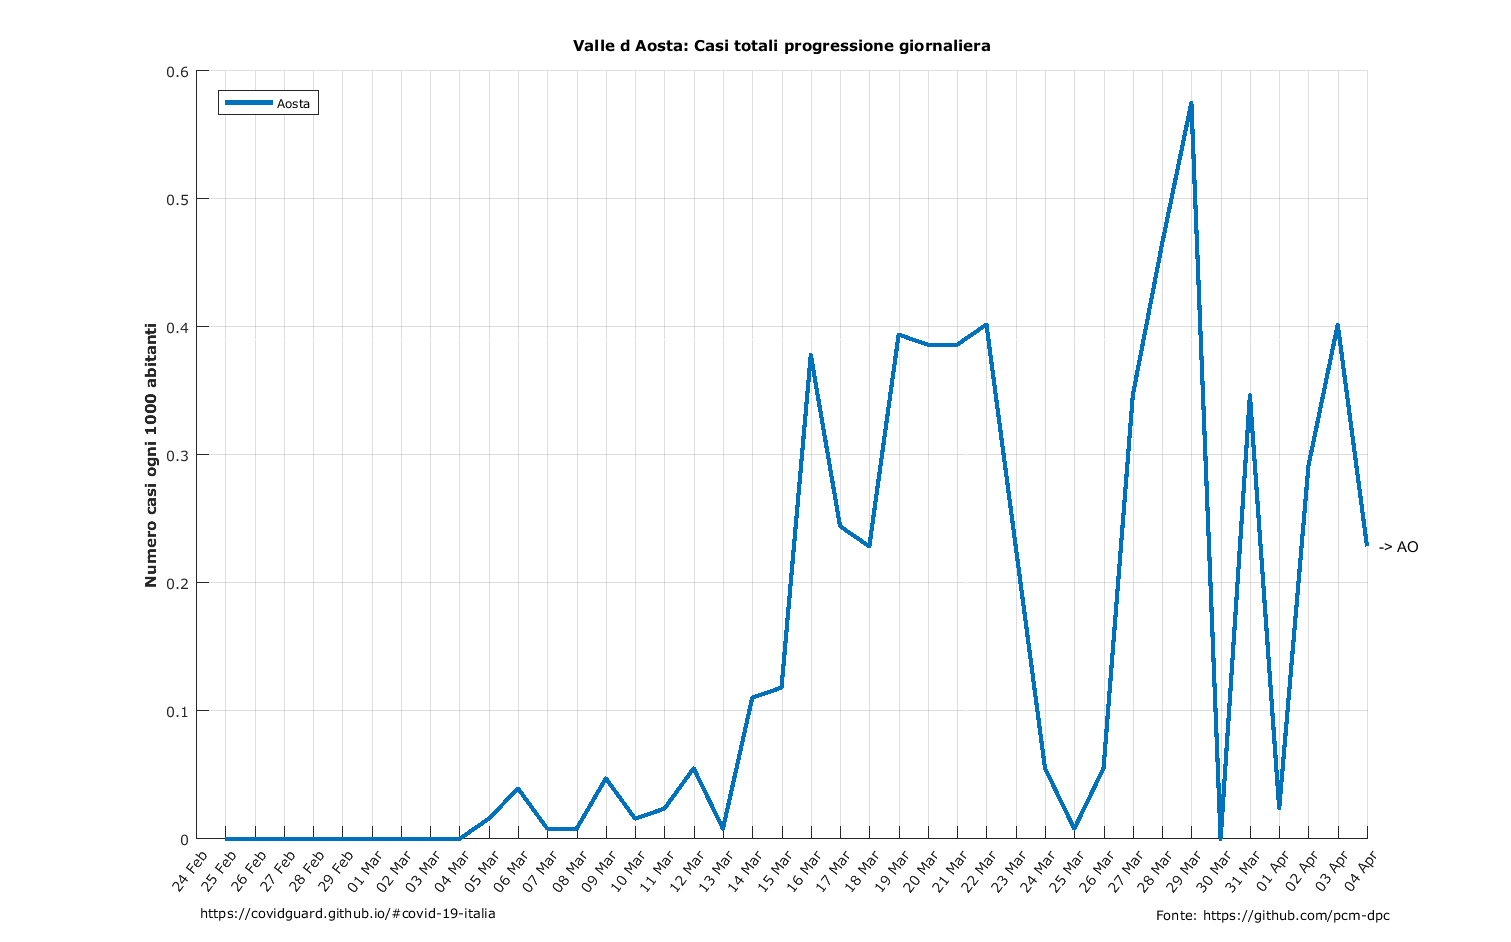 Valle d Aosta: Casi totali progressione giornaliera
Aosta
Numero casi ogni 1000 abitanti
0.6
0.5
0.4
0.3
0.2
0.1
0
-> AO
24 Feb
25 Feb
26 Feb
27 Feb
28 Feb
29 Feb
01 Mar
02 Mar
03 Mar
04 Mar
05 Mar
06 Mar
07 Mar
08 Mar
09 Mar
10 Mar
11 Mar
12 Mar
13 Mar
14 Mar
15 Mar
16 Mar
17 Mar
18 Mar
19 Mar
20 Mar
21 Mar
22 Mar
23 Mar
24 Mar
25 Mar
26 Mar
27 Mar
28 Mar
29 Mar
30 Mar
31 Mar
01 Apr
02 Apr
03 Apr
04 Apr
https://covidguard.github.io/#covid-19-italia
Fonte: https://github.com/pcm-dpc